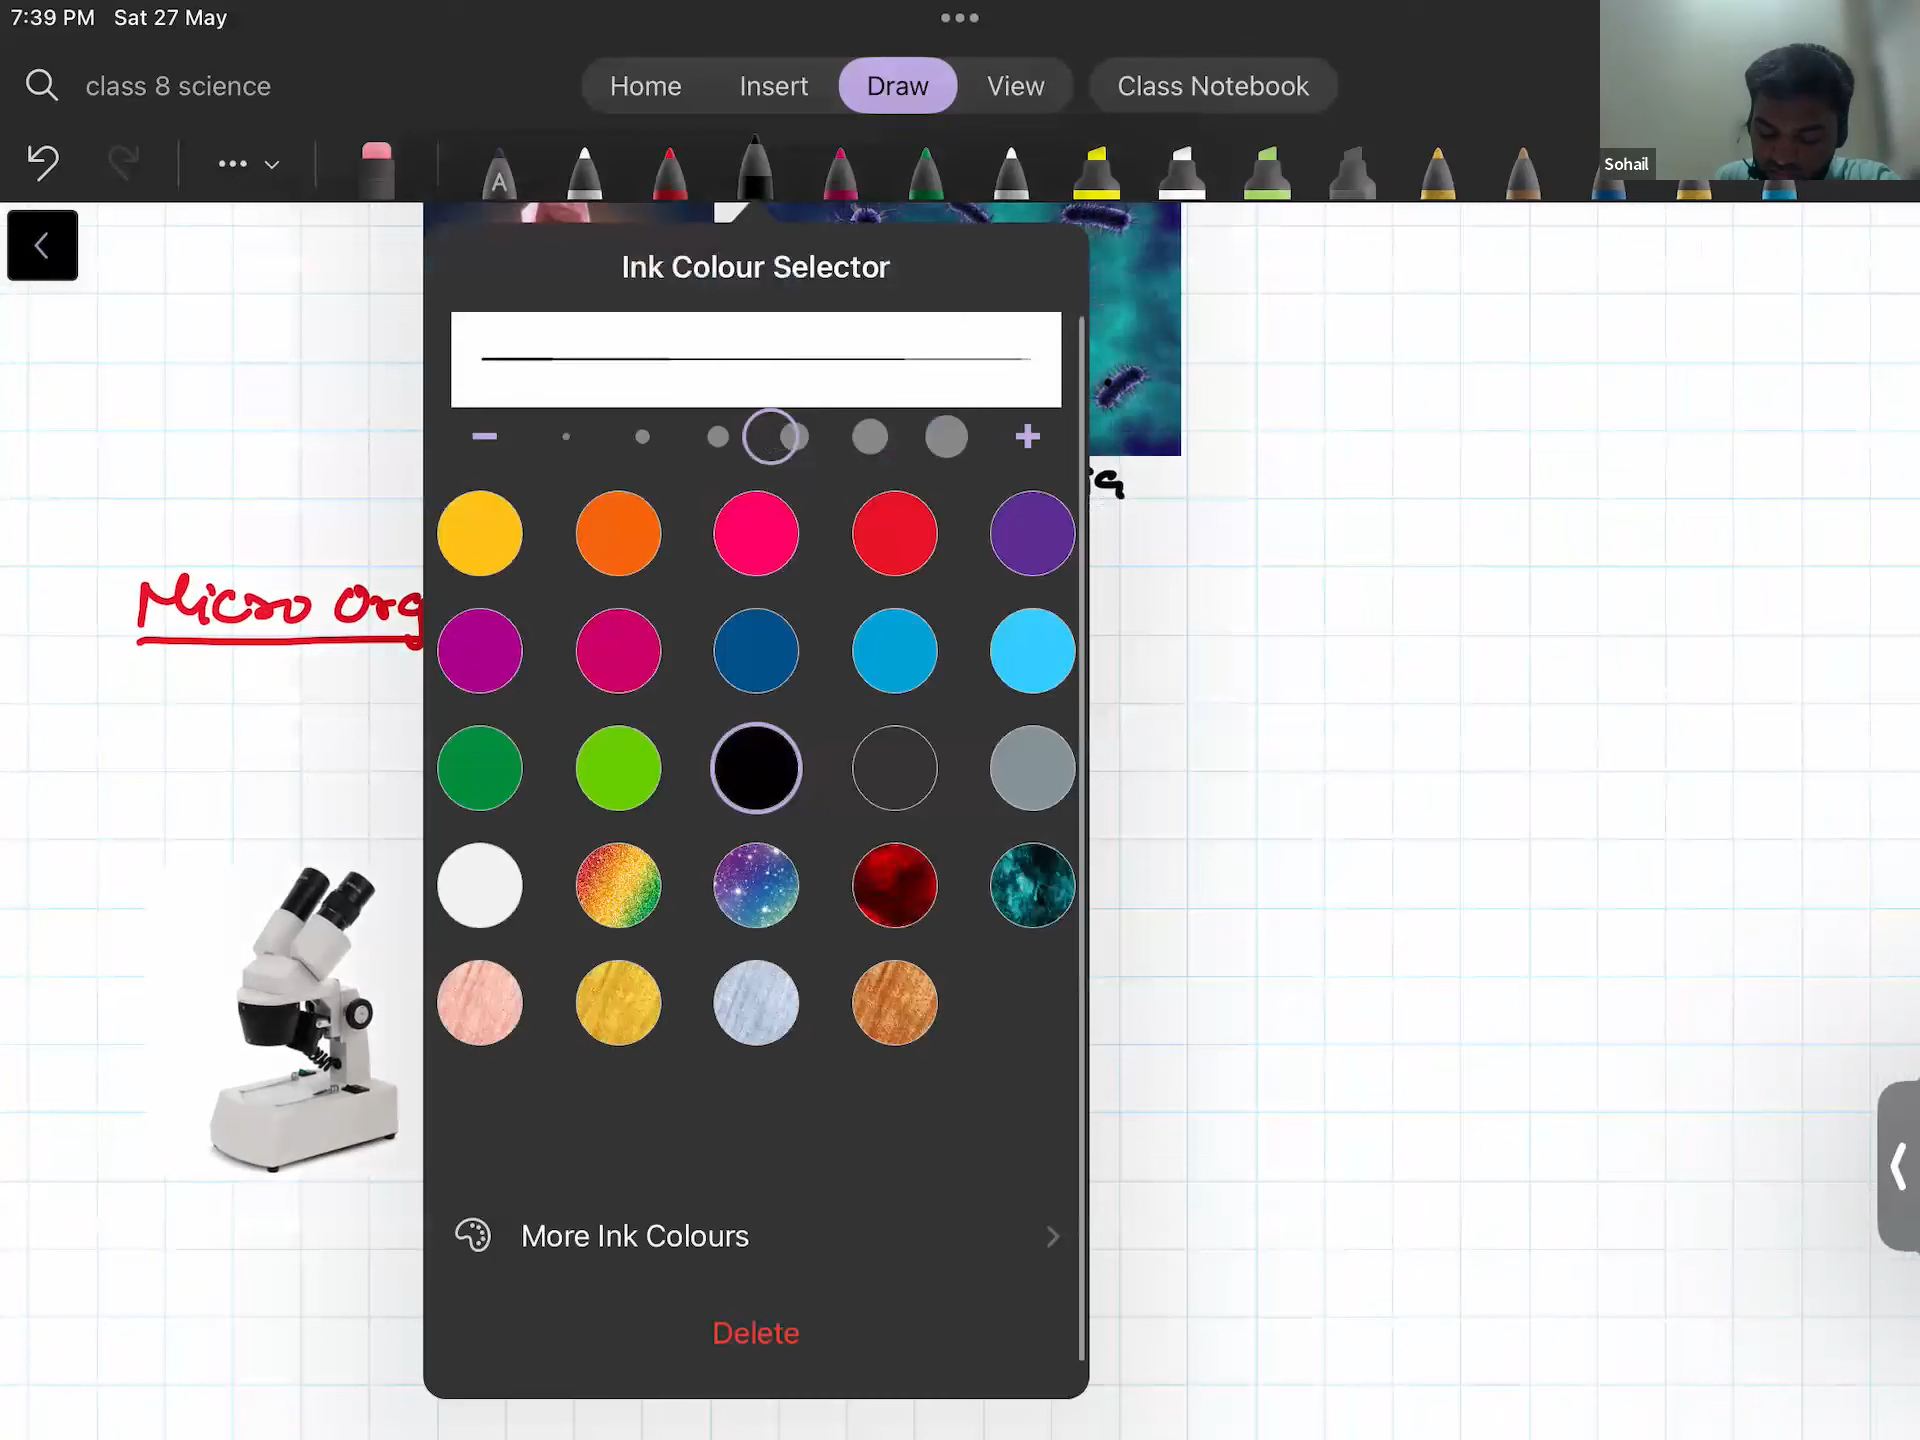 7:39 PM Sat 27 May
class 8 science
Home Insert Draw View Class Notebook
A
Sohail
Ink Colour Selector
Micro Org
More Ink Colours
Delete